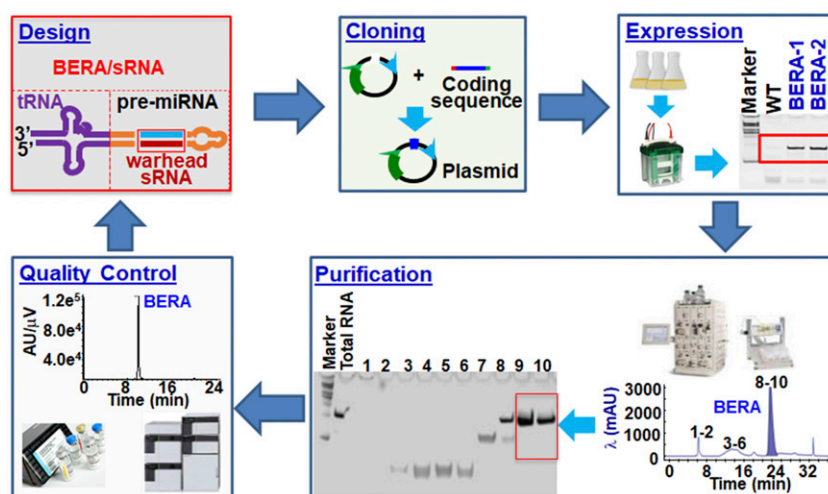 Design
BERA/sRNA
tRNA
pre-miRNA
3’
5’
warhead
sRNA
Cloning
+
Coding
sequence
Plasmid
Expression
Marker
WT
BERA-1
BERA-2
Purification
Marker
Total RNA
1
2
3 4 5 6
7
8
9 10
8-10
BERA
1-2
3-6
λ (mAU)
3000
2000
1000
0
0 8 16 24 32
Time (min)
Quality Control
1.2e⁵
BERA
AU/μV
4.0e⁴
0 8 16 24
Time (min)